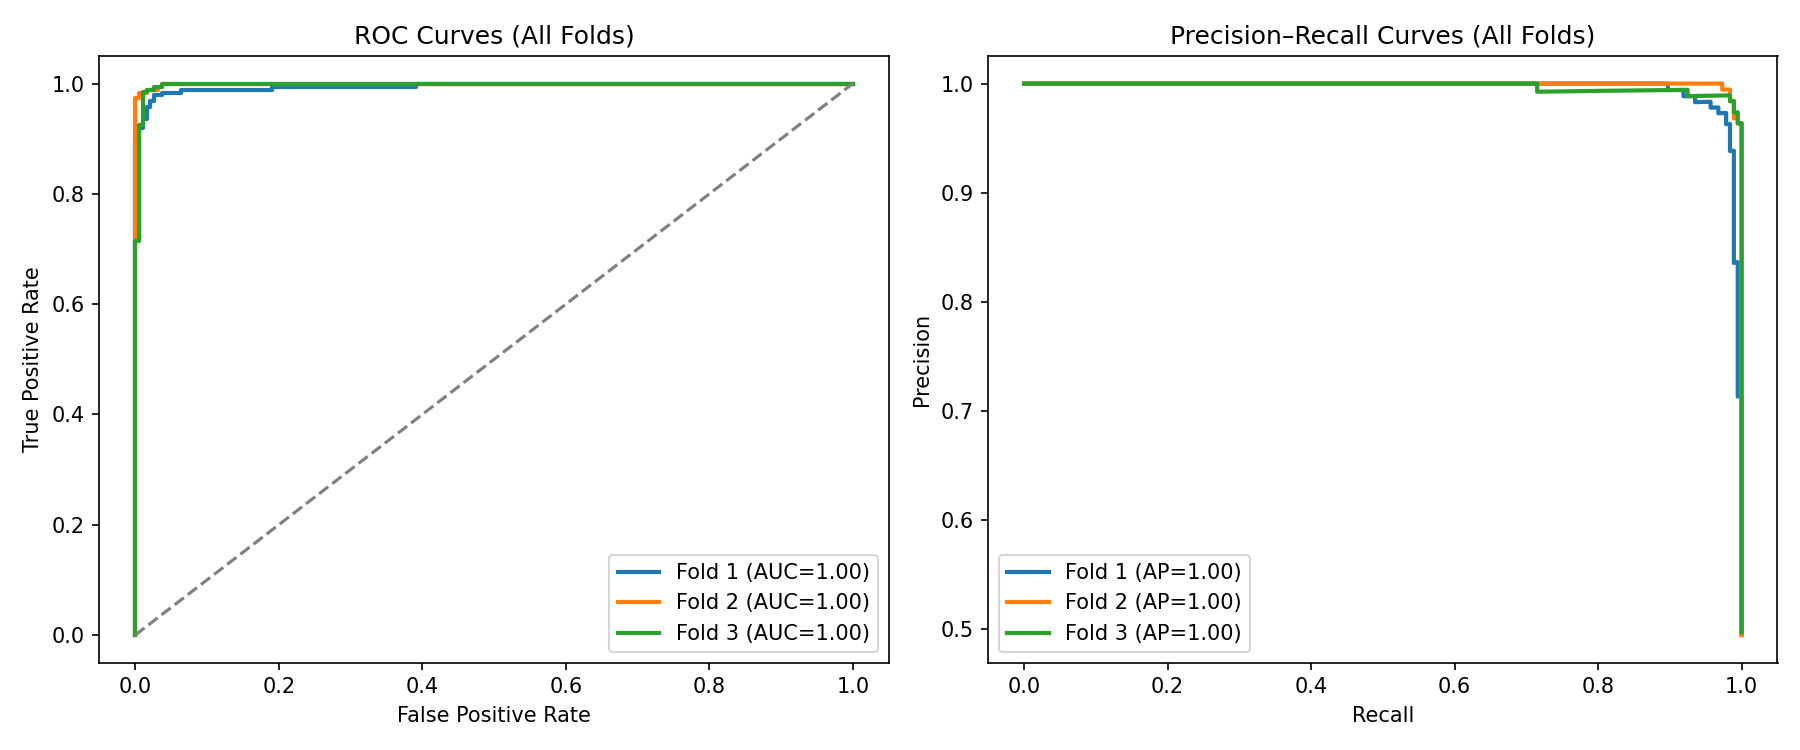 ROC Curves (All Folds)
True Positive Rate
1.0
0.8
0.6
0.4
0.2
0.0
Fold 1 (AUC=1.00)
Fold 2 (AUC=1.00)
Fold 3 (AUC=1.00)
0.0 0.2 0.4 0.6 0.8 1.0
False Positive Rate
Precision–Recall Curves (All Folds)
Precision
1.0
0.9
0.8
0.7
0.6
0.5
Fold 1 (AP=1.00)
Fold 2 (AP=1.00)
Fold 3 (AP=1.00)
0.0 0.2 0.4 0.6 0.8 1.0
Recall